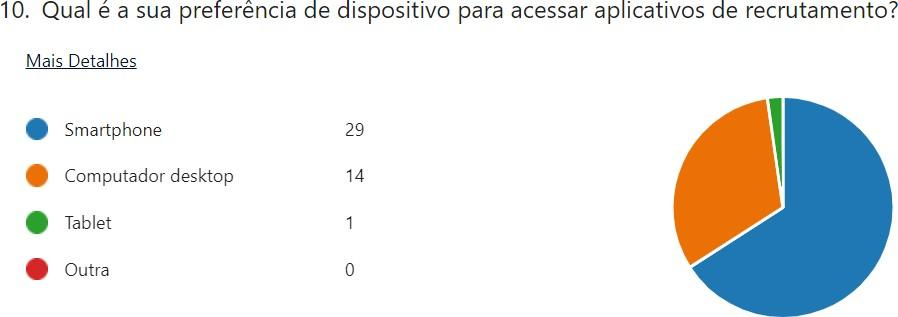 10. Qual é a sua preferência de dispositivo para acessar aplicativos de recrutamento?
Mais Detalhes
Smartphone 29
Computador desktop 14
Tablet 1
Outra 0